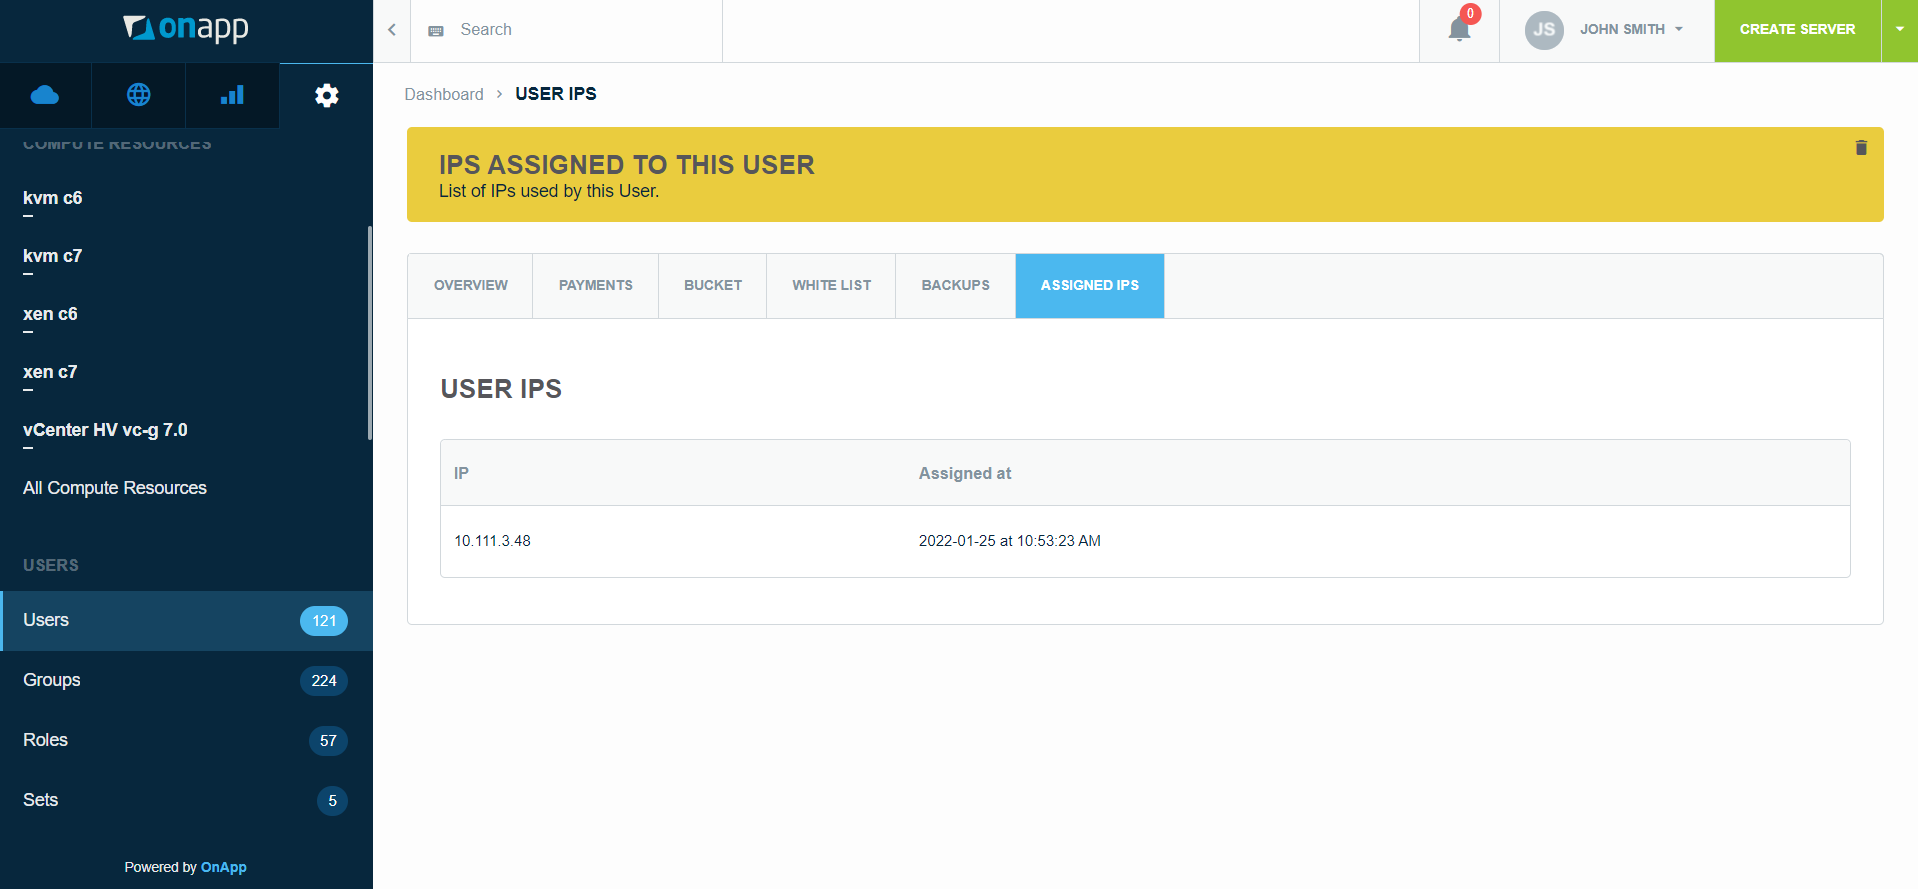 onapp
Search
0
JS
JOHN SMITH
CREATE SERVER
COMPUTE RESOURCES
kvm c6
kvm c7
xen c6
xen c7
vCenter HV vc-g 7.0
All Compute Resources
USERS
Users 121
Groups 224
Roles 57
Sets 5
Powered by OnApp
Dashboard > USER IPS
IPS ASSIGNED TO THIS USER
List of IPs used by this User.
OVERVIEW PAYMENTS BUCKET WHITE LIST BACKUPS ASSIGNED IPS
USER IPS
IP Assigned at
10.111.3.48 2022-01-25 at 10:53:23 AM